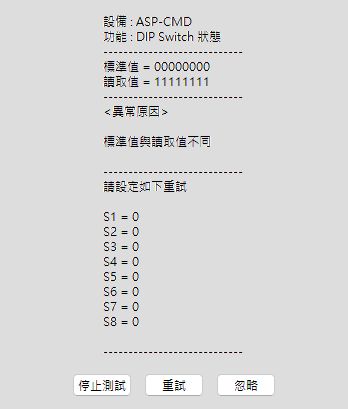 設備 : ASP-CMD
功能 : DIP Switch 狀態
---------------------------
標準值 = 00000000
讀取值 = 11111111
---------------------------
<異常原因>
標準值與讀取值不同
---------------------------
請設定如下重試
S1 = 0
S2 = 0
S3 = 0
S4 = 0
S5 = 0
S6 = 0
S7 = 0
S8 = 0
---------------------------
停止測試 重試 忽略